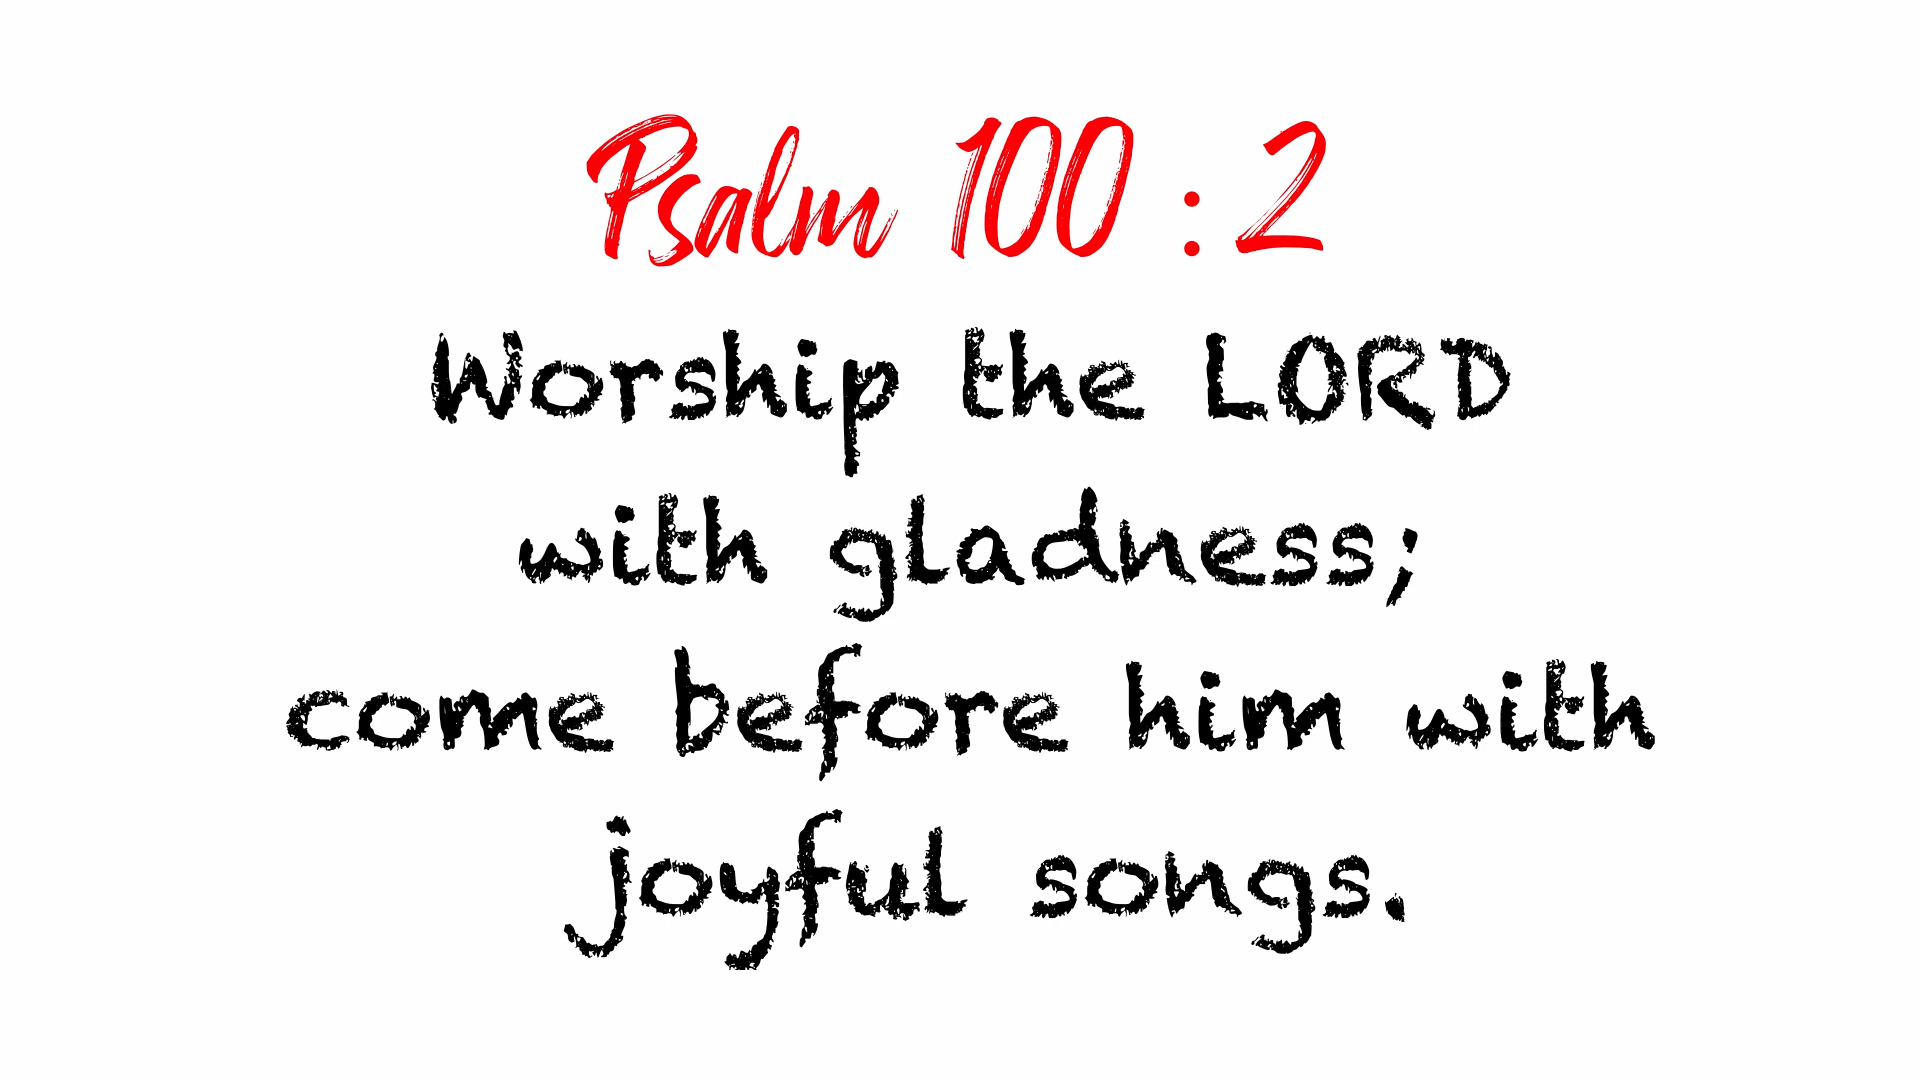 Psalm 100 : 2
Worship the LORD
with gladness;
come before him with
joyful songs.